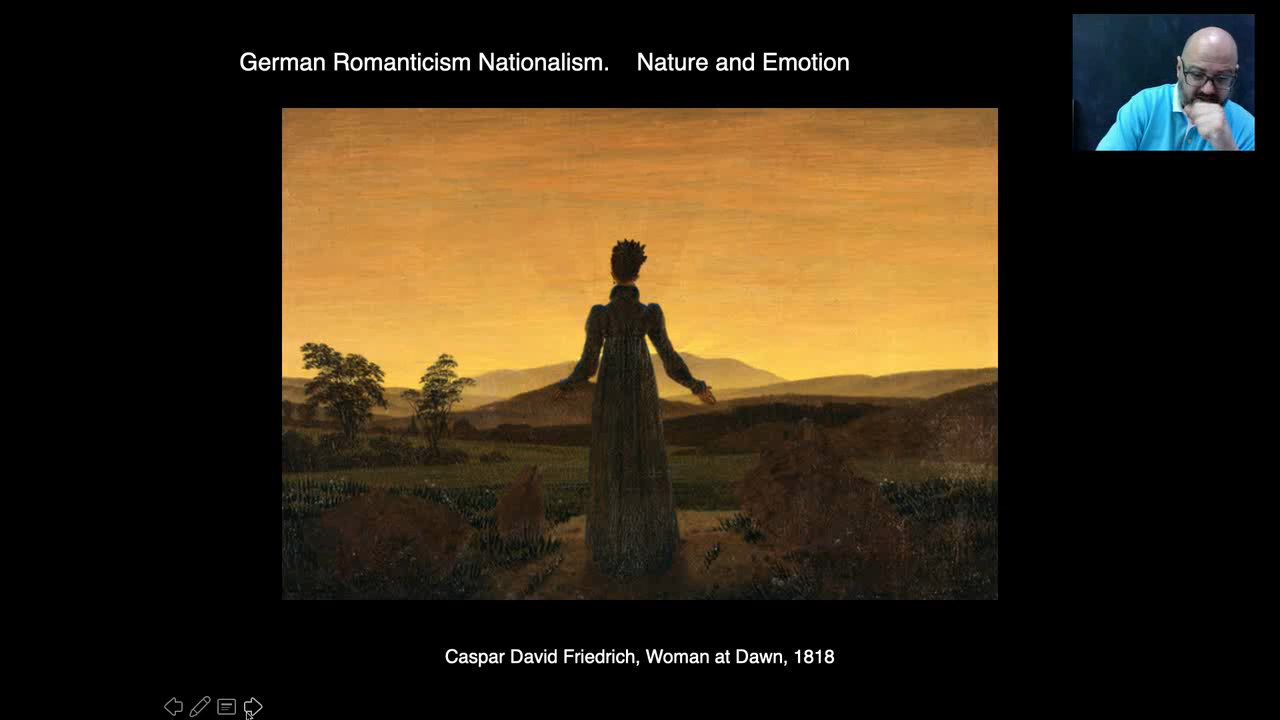 German Romanticism Nationalism. Nature and Emotion
Caspar David Friedrich, Woman at Dawn, 1818